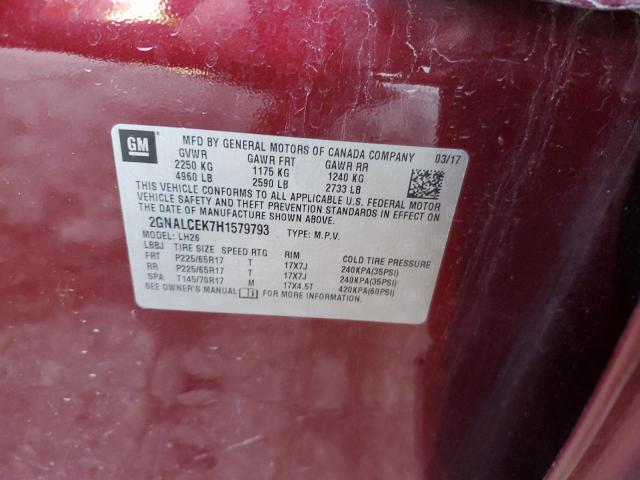 GM
MFD BY GENERAL MOTORS OF CANADA COMPANY 03/17
GVWR GAWR FRT GAWR RR
2250 KG 1175 KG 1240 KG
4960 LB 2590 LB 2733 LB
THIS VEHICLE CONFORMS TO ALL APPLICABLE U.S. FEDERAL MOTOR
VEHICLE SAFETY AND THEFT PREVENTION STANDARDS IN EFFECT ON
THE DATE OF MANUFACTURE SHOWN ABOVE.
2GNALCEK7H1579793 TYPE: M.P.V.
MODEL: LH26
LBBJ TIRE SIZE SPEED RTG RIM COLD TIRE PRESSURE
FRT P225/65R17 T 17X7J 240KPA(35PSI)
RR P225/65R17 T 17X7J 240KPA(35PSI)
SPA T145/70R17 M 17X4.5T 420KPA(60PSI)
SEE OWNER'S MANUAL FOR MORE INFORMATION